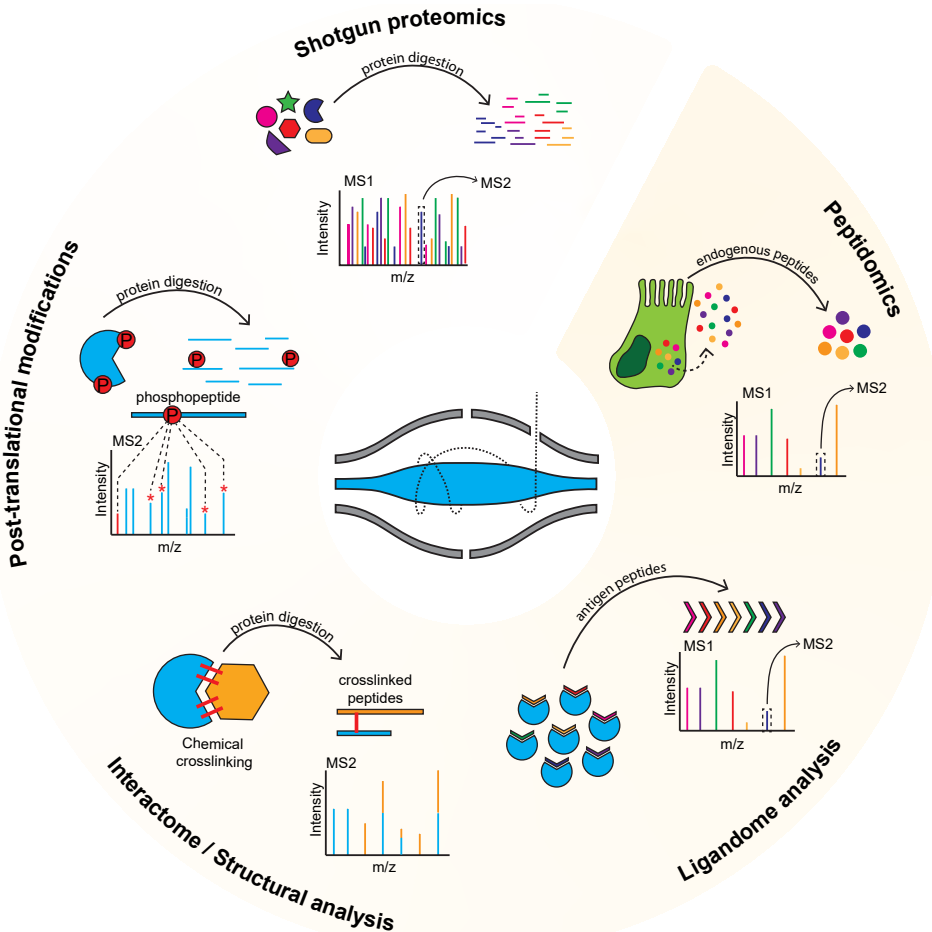 Shotgun proteomics
protein digestion
MS1
MS2
Intensity
m/z
Peptidomics
endogenous peptides
MS1
MS2
Intensity
m/z
Post-translational modifications
protein digestion
P
P
P
P
phosphopeptide
P
MS2
Intensity
*
*
*
*
m/z
antigen peptides
MS1
MS2
Intensity
m/z
Ligandome analysis
protein digestion
crosslinked
peptides
Chemical
crosslinking
MS2
Intensity
m/z
Interactome / Structural analysis